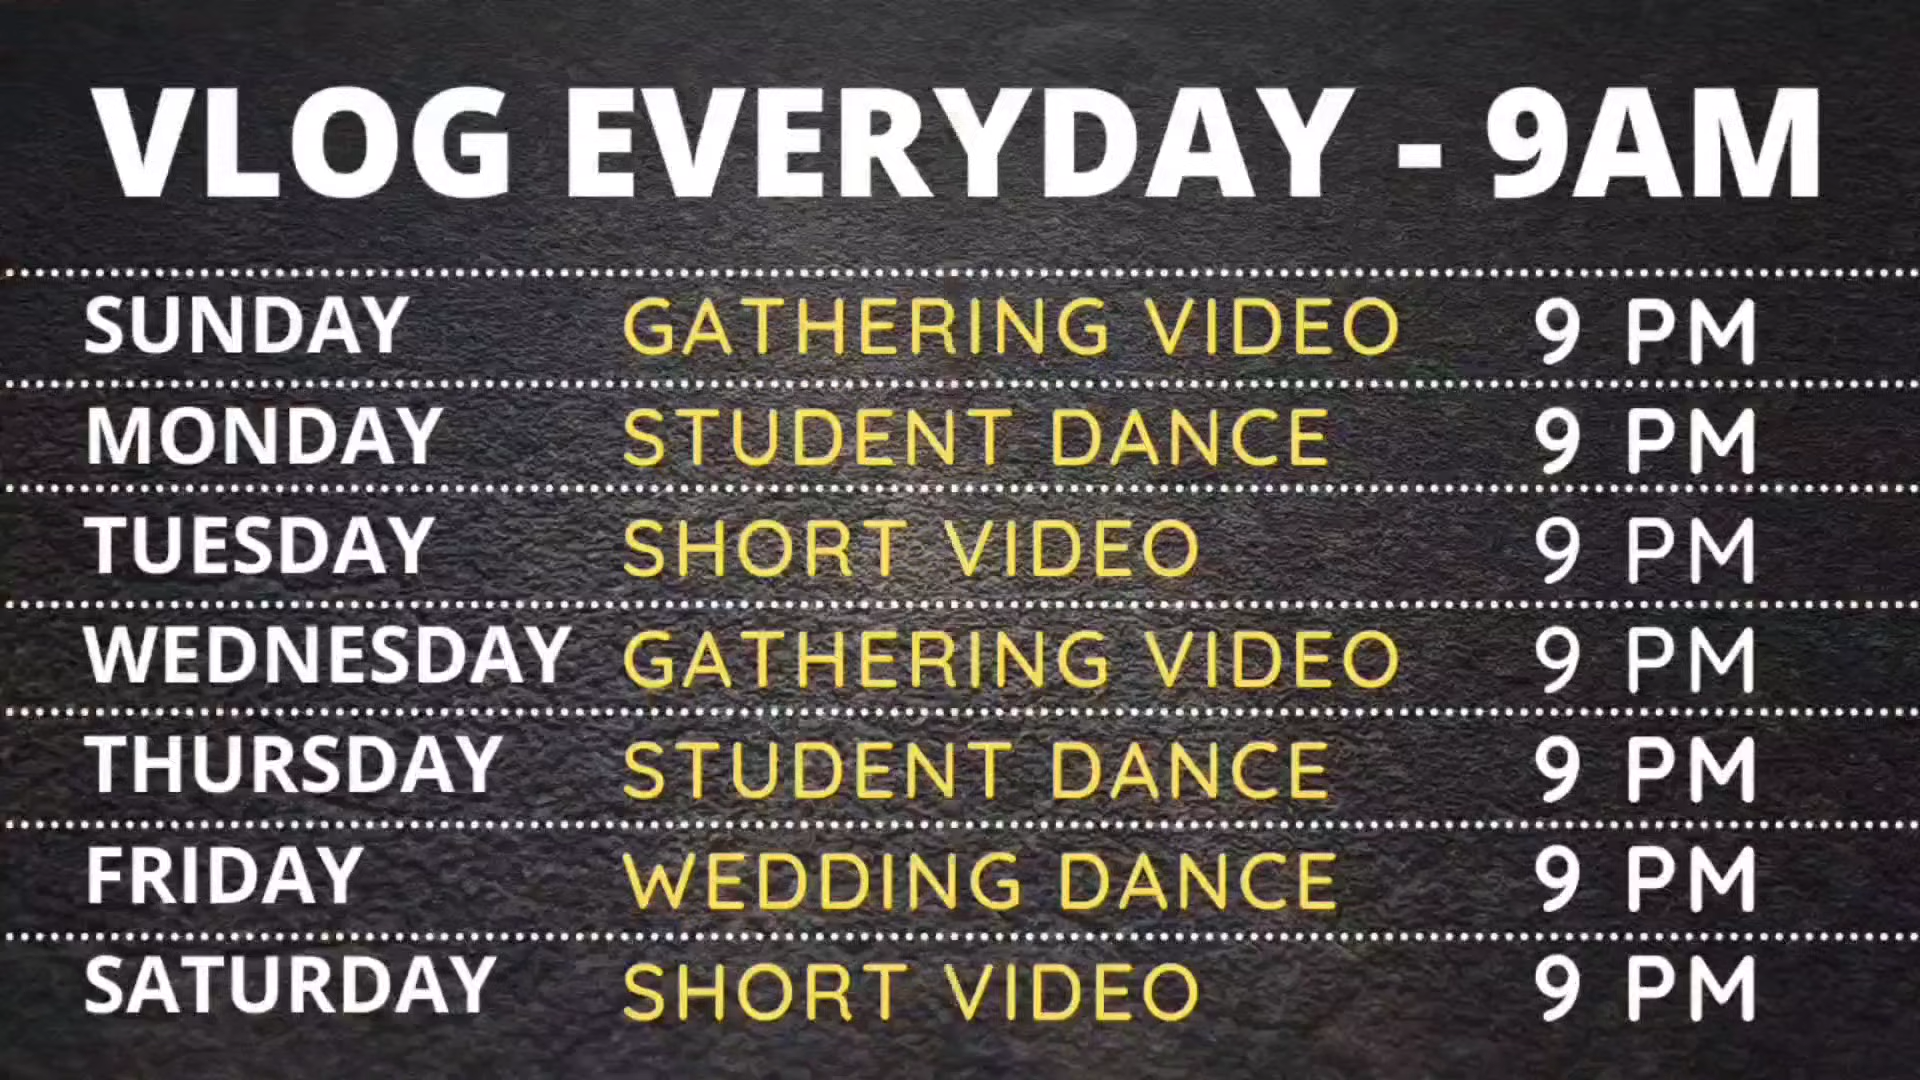 VLOG EVERYDAY - 9AM
SUNDAY GATHERING VIDEO 9 PM
MONDAY STUDENT DANCE 9 PM
TUESDAY SHORT VIDEO 9 PM
WEDNESDAY GATHERING VIDEO 9 PM
THURSDAY STUDENT DANCE 9 PM
FRIDAY WEDDING DANCE 9 PM
SATURDAY SHORT VIDEO 9 PM